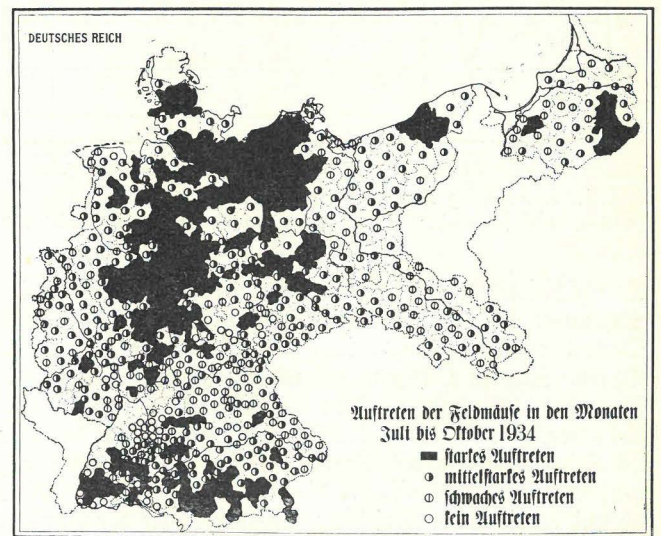 DEUTSCHES REICH
Auftreten der Feldmäuse in den Monaten
Juli bis Oktober 1934
starkes Auftreten
mittelstarkes Auftreten
schwaches Auftreten
kein Auftreten